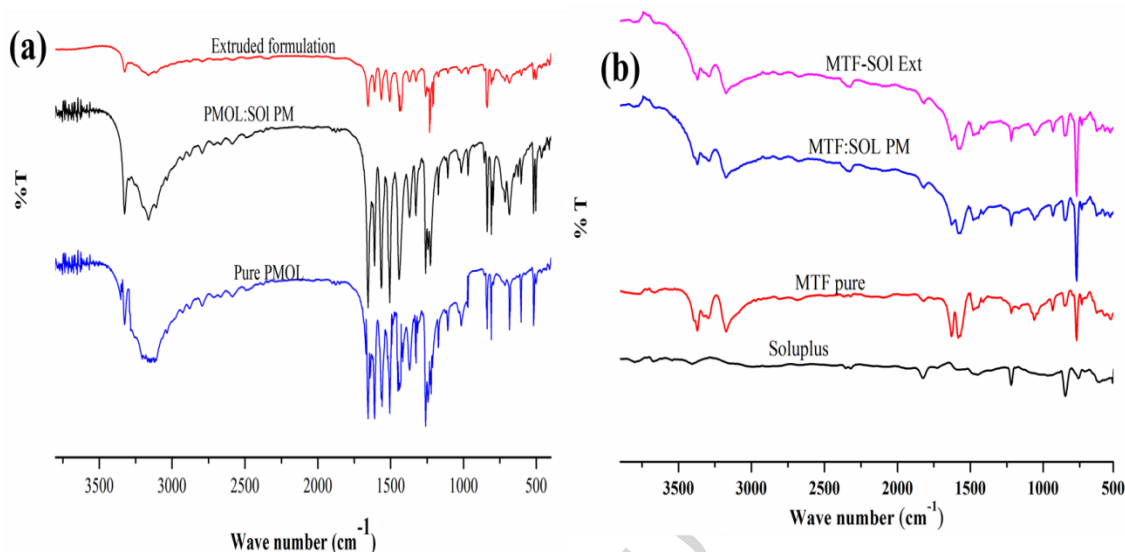 (a)
Extruded formulation
PMOL:SOl PM
Pure PMOL
%T
3500 3000 2500 2000 1500 1000 500
Wave number (cm-1)
(b)
MTF-SOl Ext
MTF:SOL PM
MTF pure
Soluplus
% T
3500 3000 2500 2000 1500 1000 500
Wave number (cm-1)